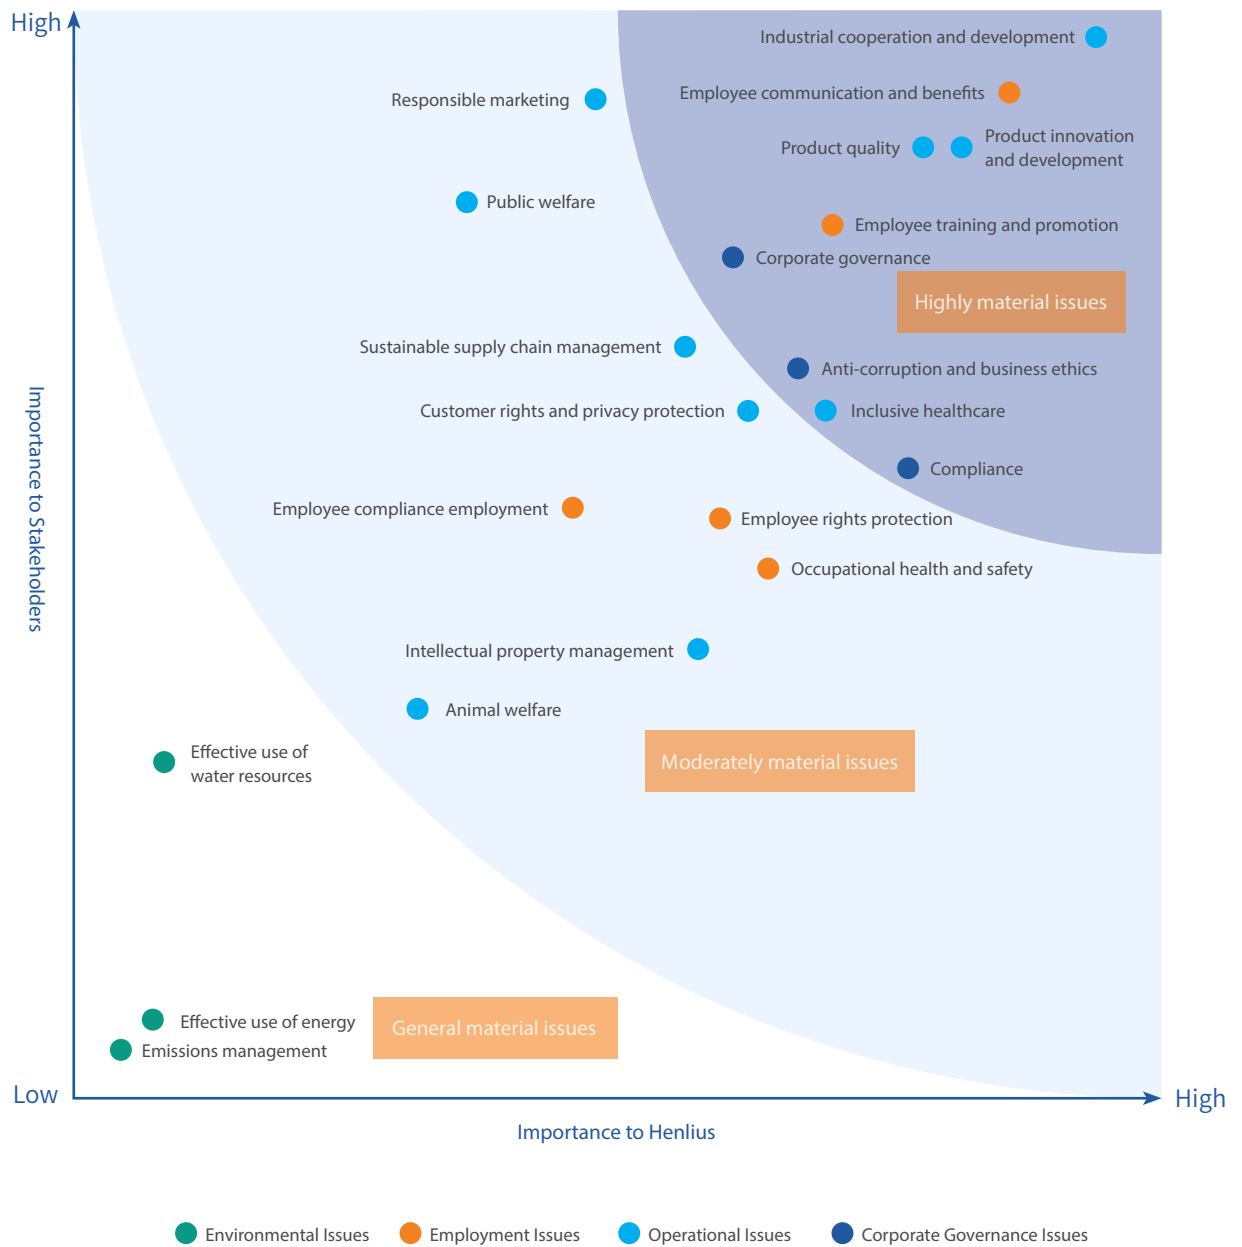 High
Industrial cooperation and development
Employee communication and benefits
Responsible marketing
Product innovation
and development
Product quality
Public welfare
Employee training and promotion
Corporate governance
Highly material issues
Sustainable supply chain management
Anti-corruption and business ethics
Customer rights and privacy protection
Inclusive healthcare
Compliance
Importance to Stakeholders
Employee compliance employment
Employee rights protection
Occupational health and safety
Intellectual property management
Animal welfare
Effective use of
water resources
Moderately material issues
Effective use of energy
General material issues
Emissions management
Low
High
Importance to Henlius
Environmental Issues
Employment Issues
Operational Issues
Corporate Governance Issues